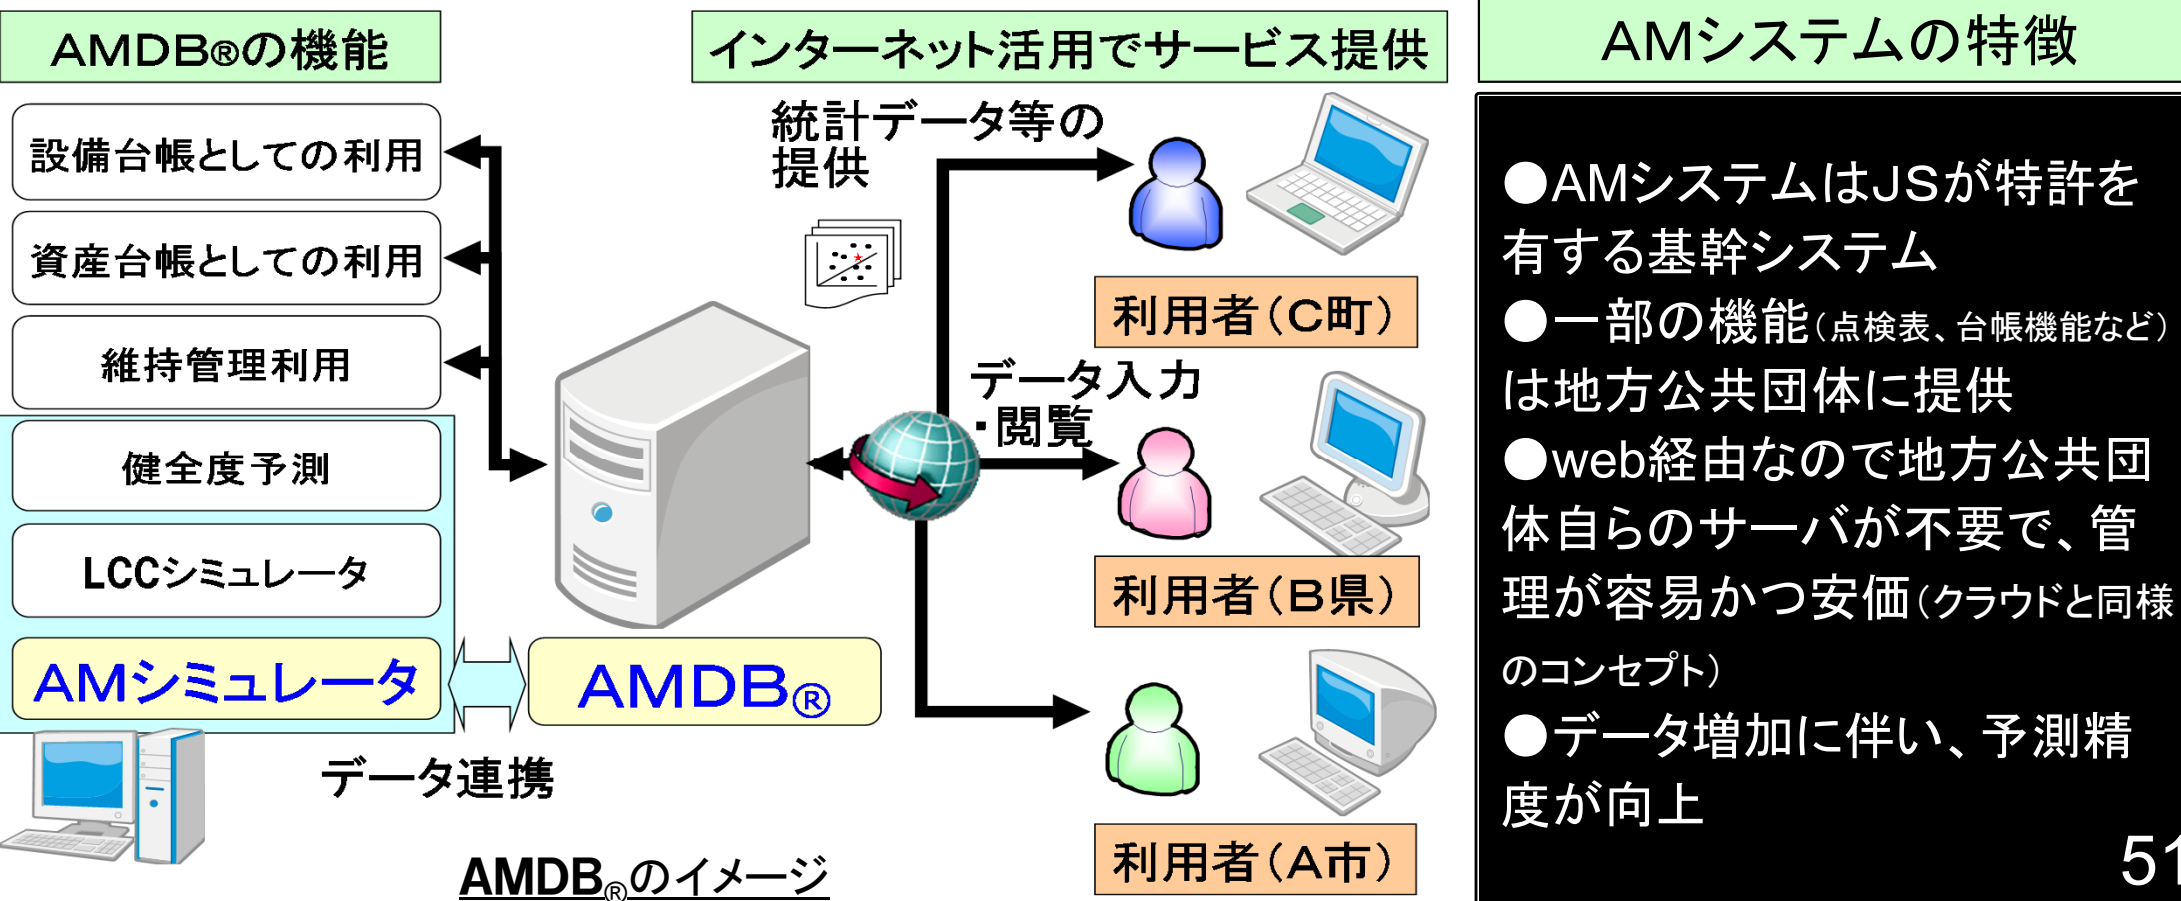 AMDB®の機能
設備台帳としての利用
資産台帳としての利用
維持管理利用
健全度予測
LCCシミュレータ
AMシミュレータ
データ連携
AMDB®
AMDB®のイメージ
インターネット活用でサービス提供
統計データ等の
提供
データ入力
・閲覧
利用者(C町)
利用者(B県)
利用者(A市)
AMシステムの特徴
●AMシステムはJSが特許を
有する基幹システム
●一部の機能(点検表、台帳機能など)
は地方公共団体に提供
●web経由なので地方公共団
体自らのサーバが不要で、管
理が容易かつ安価(クラウドと同様
のコンセプト)
●データ増加に伴い、予測精
度が向上
51